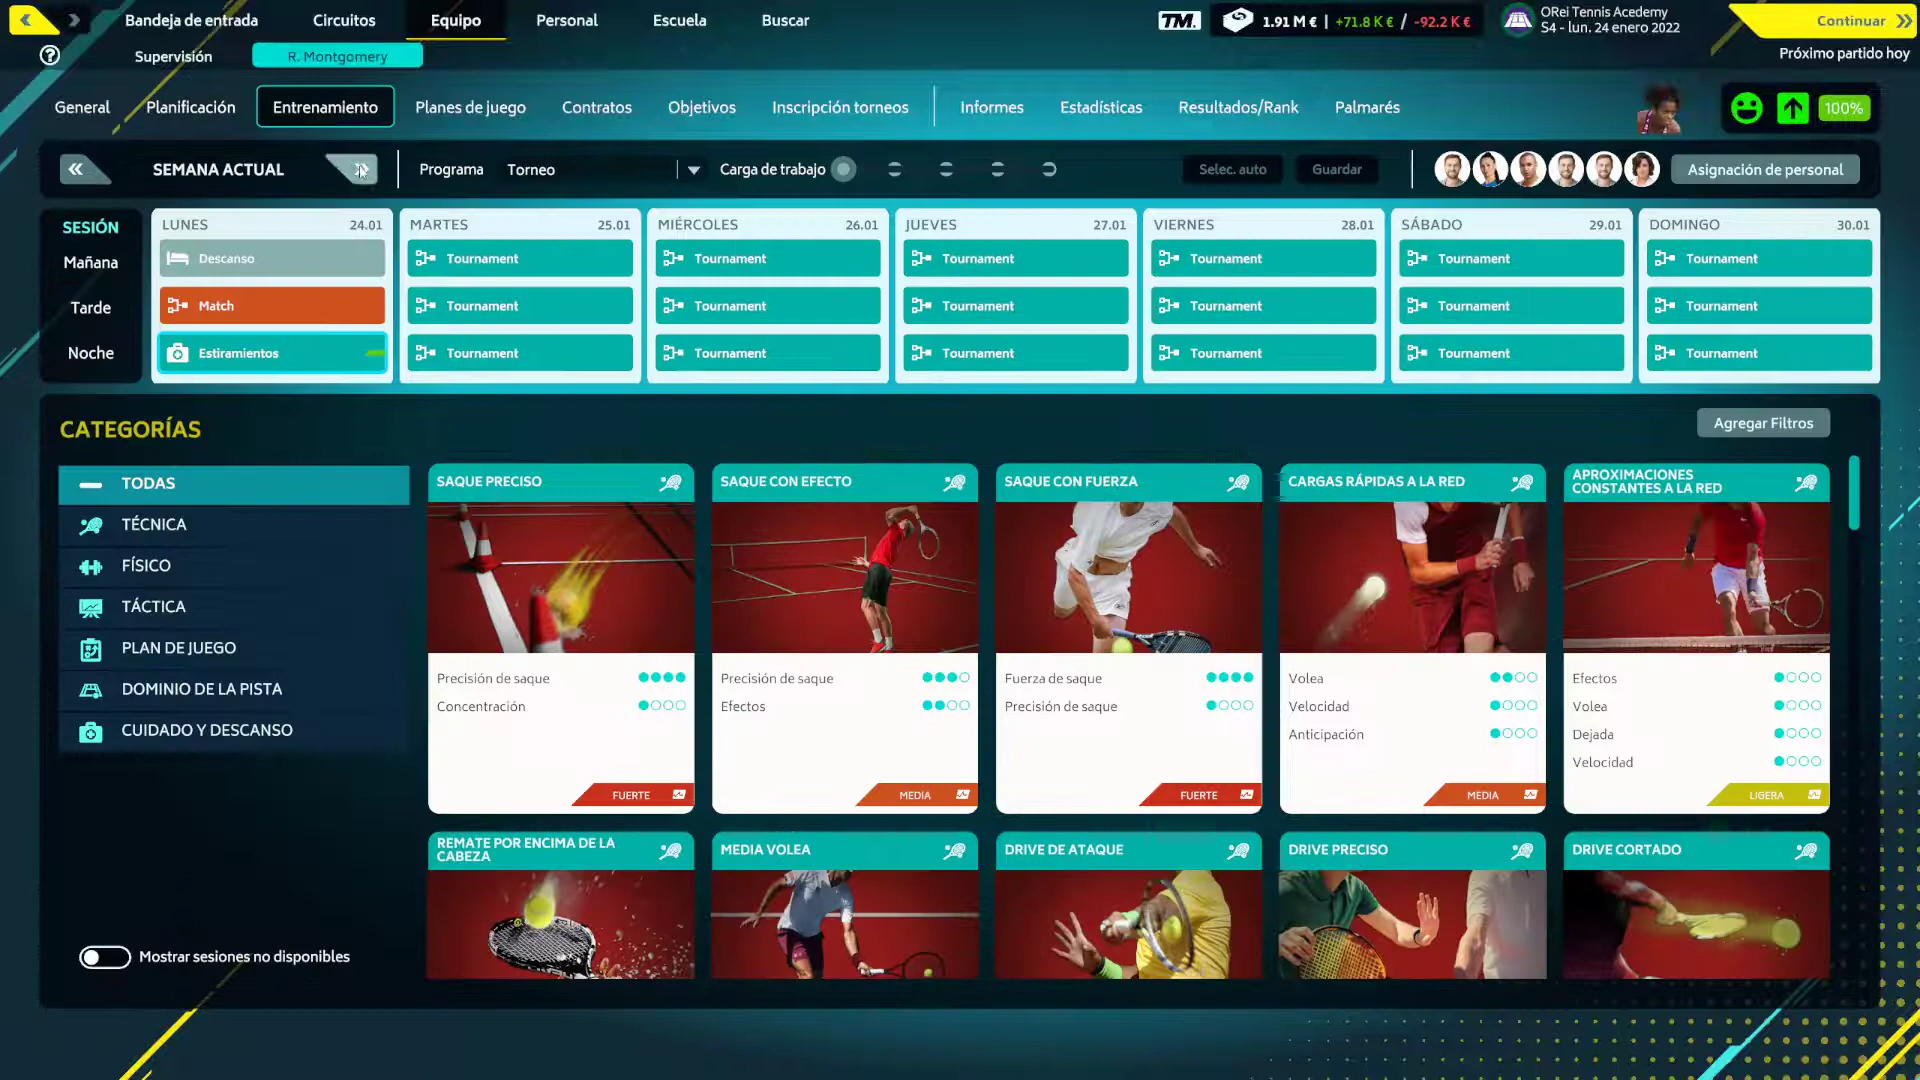 Bandeja de entrada
Circuitos
Equipo
Personal
Escuela
Buscar
TM.
1.91 M € | +71.8 K € / -92.2 K €
ORei Tennis Acedemy
S4 - lun. 24 enero 2022
Continuar
Próximo partido hoy
Supervisión
R. Montgomery
General
Planificación
Entrenamiento
Planes de juego
Contratos
Objetivos
Inscripción torneos
Informes
Estadísticas
Resultados/Rank
Palmarés
100%
SEMANA ACTUAL
Programa
Torneo
Carga de trabajo
Selec. auto
Guardar
Asignación de personal
SESIÓN
Mañana
Tarde
Noche
LUNES 24.01
Descanso
Match
Estiramientos
MARTES 25.01
Tournament
Tournament
Tournament
MIÉRCOLES 26.01
Tournament
Tournament
Tournament
JUEVES 27.01
Tournament
Tournament
Tournament
VIERNES 28.01
Tournament
Tournament
Tournament
SÁBADO 29.01
Tournament
Tournament
Tournament
DOMINGO 30.01
Tournament
Tournament
Tournament
CATEGORÍAS
Agregar Filtros
TODAS
TÉCNICA
FÍSICO
TÁCTICA
PLAN DE JUEGO
DOMINIO DE LA PISTA
CUIDADO Y DESCANSO
Mostrar sesiones no disponibles
SAQUE PRECISO
Precisión de saque
Concentración
FUERTE
SAQUE CON EFECTO
Precisión de saque
Efectos
MEDIA
SAQUE CON FUERZA
Fuerza de saque
Precisión de saque
FUERTE
CARGAS RÁPIDAS A LA RED
Volea
Velocidad
Anticipación
MEDIA
APROXIMACIONES
CONSTANTES A LA RED
Efectos
Volea
Dejada
Velocidad
LIGERA
REMATE POR ENCIMA DE LA
CABEZA
MEDIA VOLEA
DRIVE DE ATAQUE
DRIVE PRECISO
DRIVE CORTADO